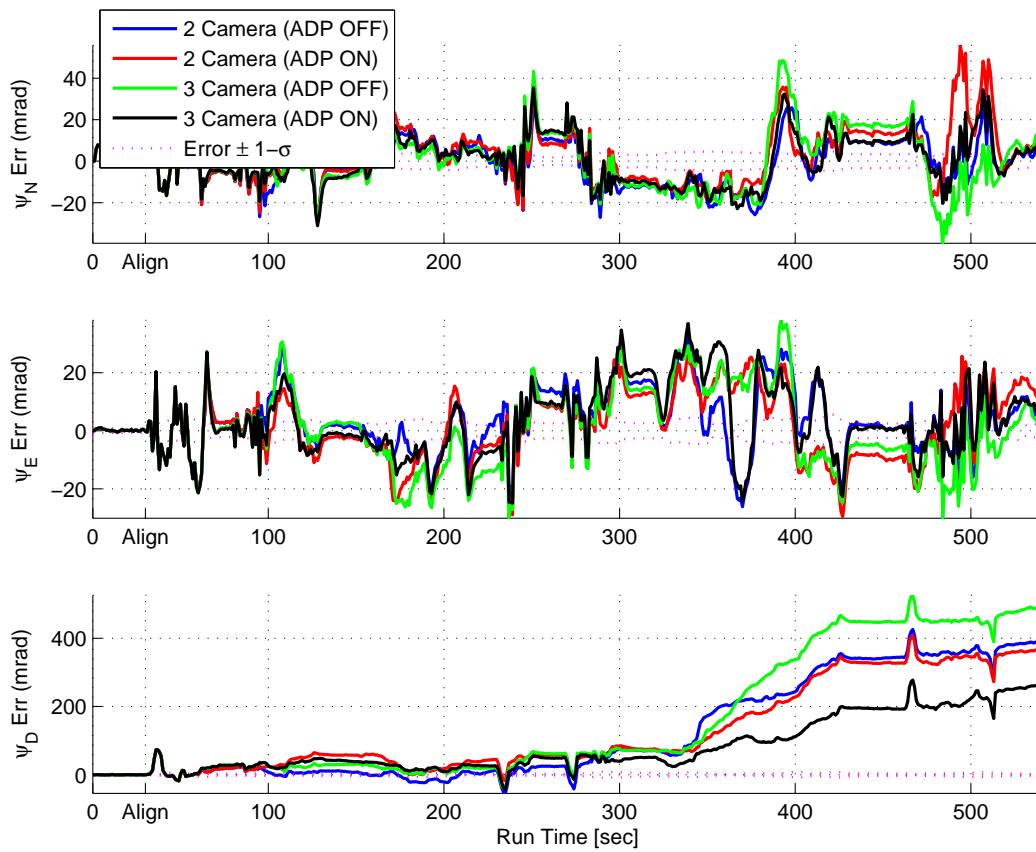 2 Camera (ADP OFF)
2 Camera (ADP ON)
3 Camera (ADP OFF)
3 Camera (ADP ON)
Error ± 1−σ
ψN Err (mrad)
40
20
0
−20
0 Align 100 200 300 400 500
ψE Err (mrad)
20
0
−20
0 Align 100 200 300 400 500
ψD Err (mrad)
400
200
0
0 Align 100 200 300 400 500
Run Time [sec]